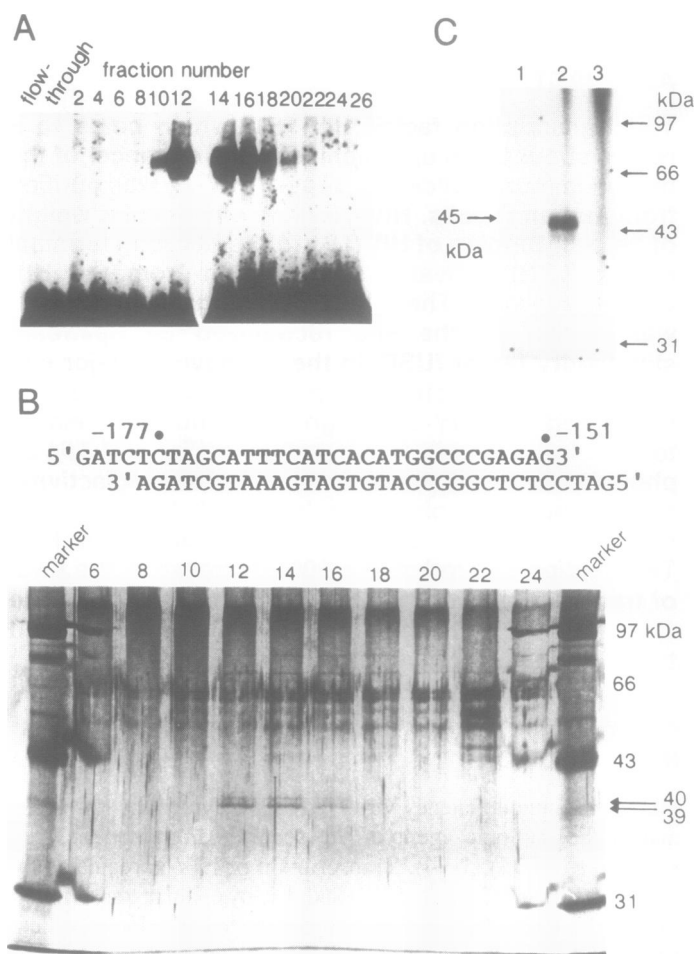 A
flow-through
fraction number
2 4 6 8 10 12 14 16 18 20 22 24 26
C
1 2 3
kDa
97
66
45
43
kDa
31
B
-177 -151
5'GATCTCTAGCATTTCATCACATGGCCCGAGAG3'
3'AGATCGTAAAGTAGTGTACCGGGCTCTCCTAG5'
marker 6 8 10 12 14 16 18 20 22 24 marker
97 kDa
66
43
40
39
31